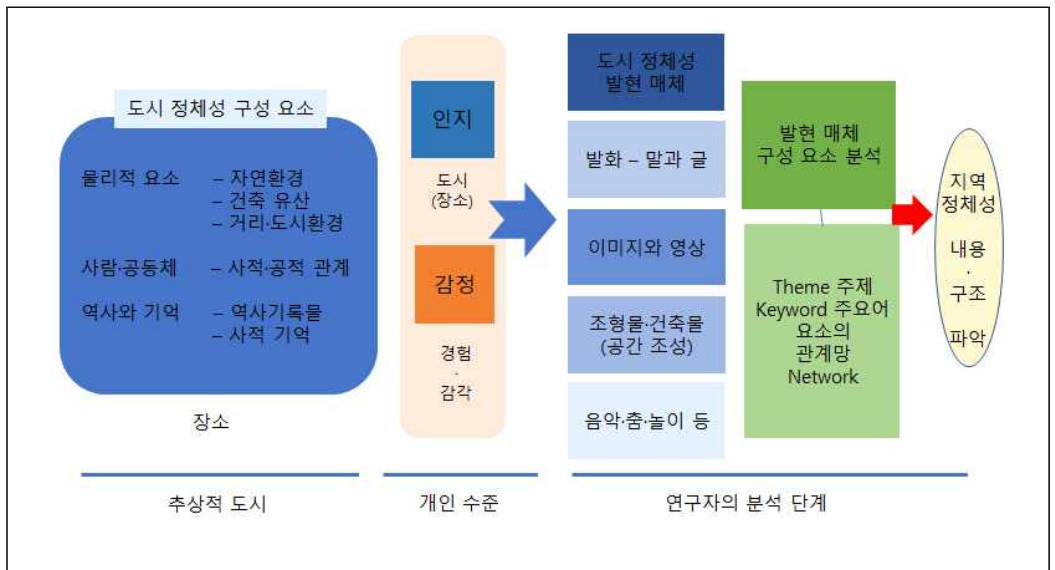 도시 정체성 구성 요소
물리적 요소 – 자연환경
– 건축 유산
– 거리·도시환경
사람·공동체 – 사적·공적 관계
역사와 기억 – 역사기록물
– 사적 기억
장소
추상적 도시
인지
도시
(장소)
감정
경험
·
감각
개인 수준
도시 정체성
발현 매체
발화 – 말과 글
이미지와 영상
조형물·건축물
(공간 조성)
음악·춤·놀이 등
발현 매체
구성 요소 분석
Theme 주제
Keyword 주요어
요소의
관계망
Network
연구자의 분석 단계
지역
정체성
내용
·
구조
파악